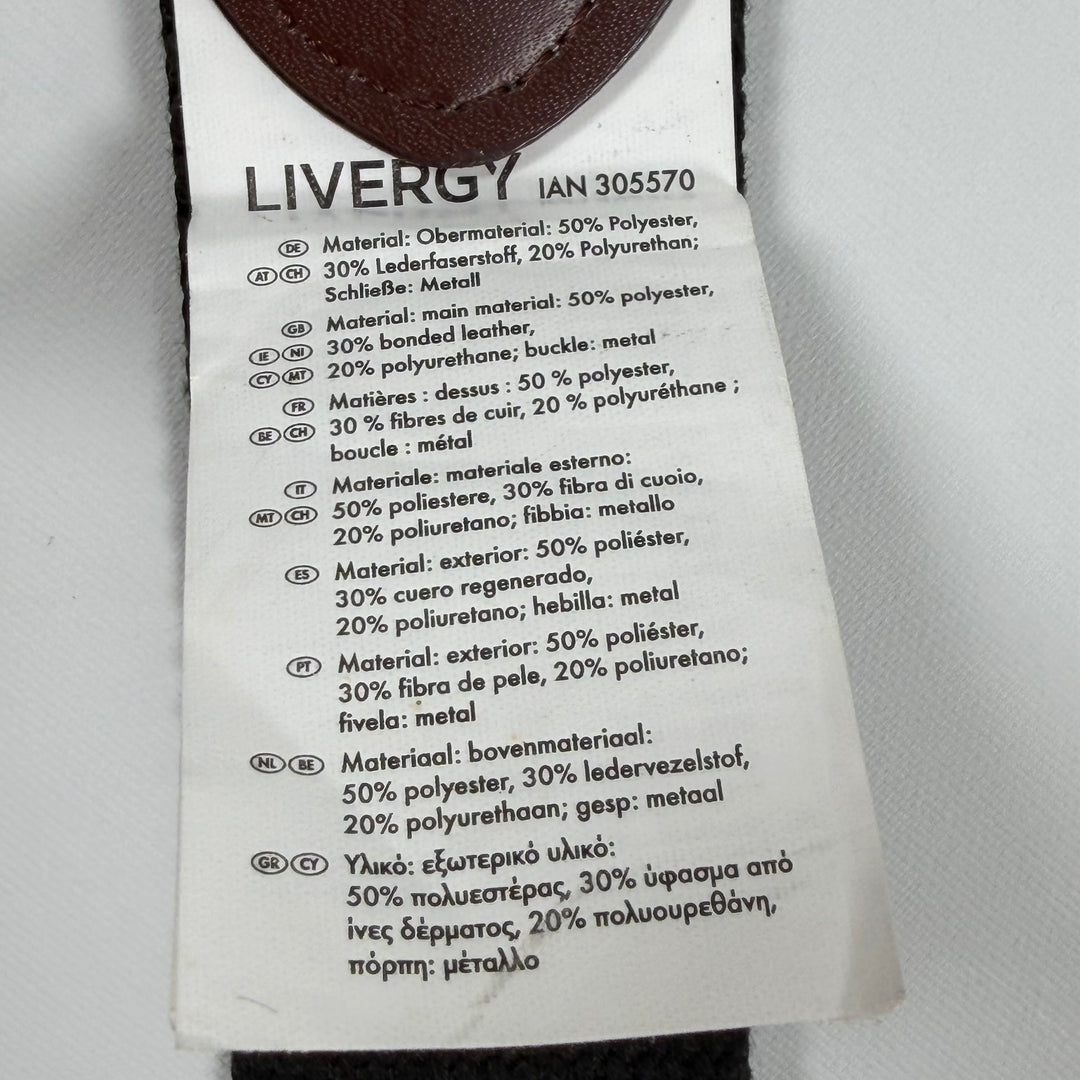 LIVERGY IAN 305570
DE Material: Obermaterial: 50% Polyester,
AT CH 30% Lederfaserstoff, 20% Polyurethan;
Schließe: Metall
GB Material: main material: 50% polyester,
IE NI 30% bonded leather,
CY MT 20% polyurethane; buckle: metal
FR Matières : dessus : 50 % polyester,
BE CH 30 % fibres de cuir, 20 % polyuréthane ;
boucle : métal
IT Materiale: materiale esterno:
MT CH 50% poliestere, 30% fibra di cuoio,
20% poliuretano; fibbia: metallo
ES Material: exterior: 50% poliéster,
30% cuero regenerado,
20% poliuretano; hebilla: metal
PT Material: exterior: 50% poliéster,
30% fibra de pele, 20% poliuretano;
fivela: metal
NL BE Materiaal: bovenmateriaal:
50% polyester, 30% ledervezelstof,
20% polyurethaan; gesp: metaal
GR CY Υλικό: εξωτερικό υλικό:
50% πολυεστέρας, 30% ύφασμα από
ίνες δέρματος, 20% πολυουρεθάνη,
πόρπη: μέταλλο